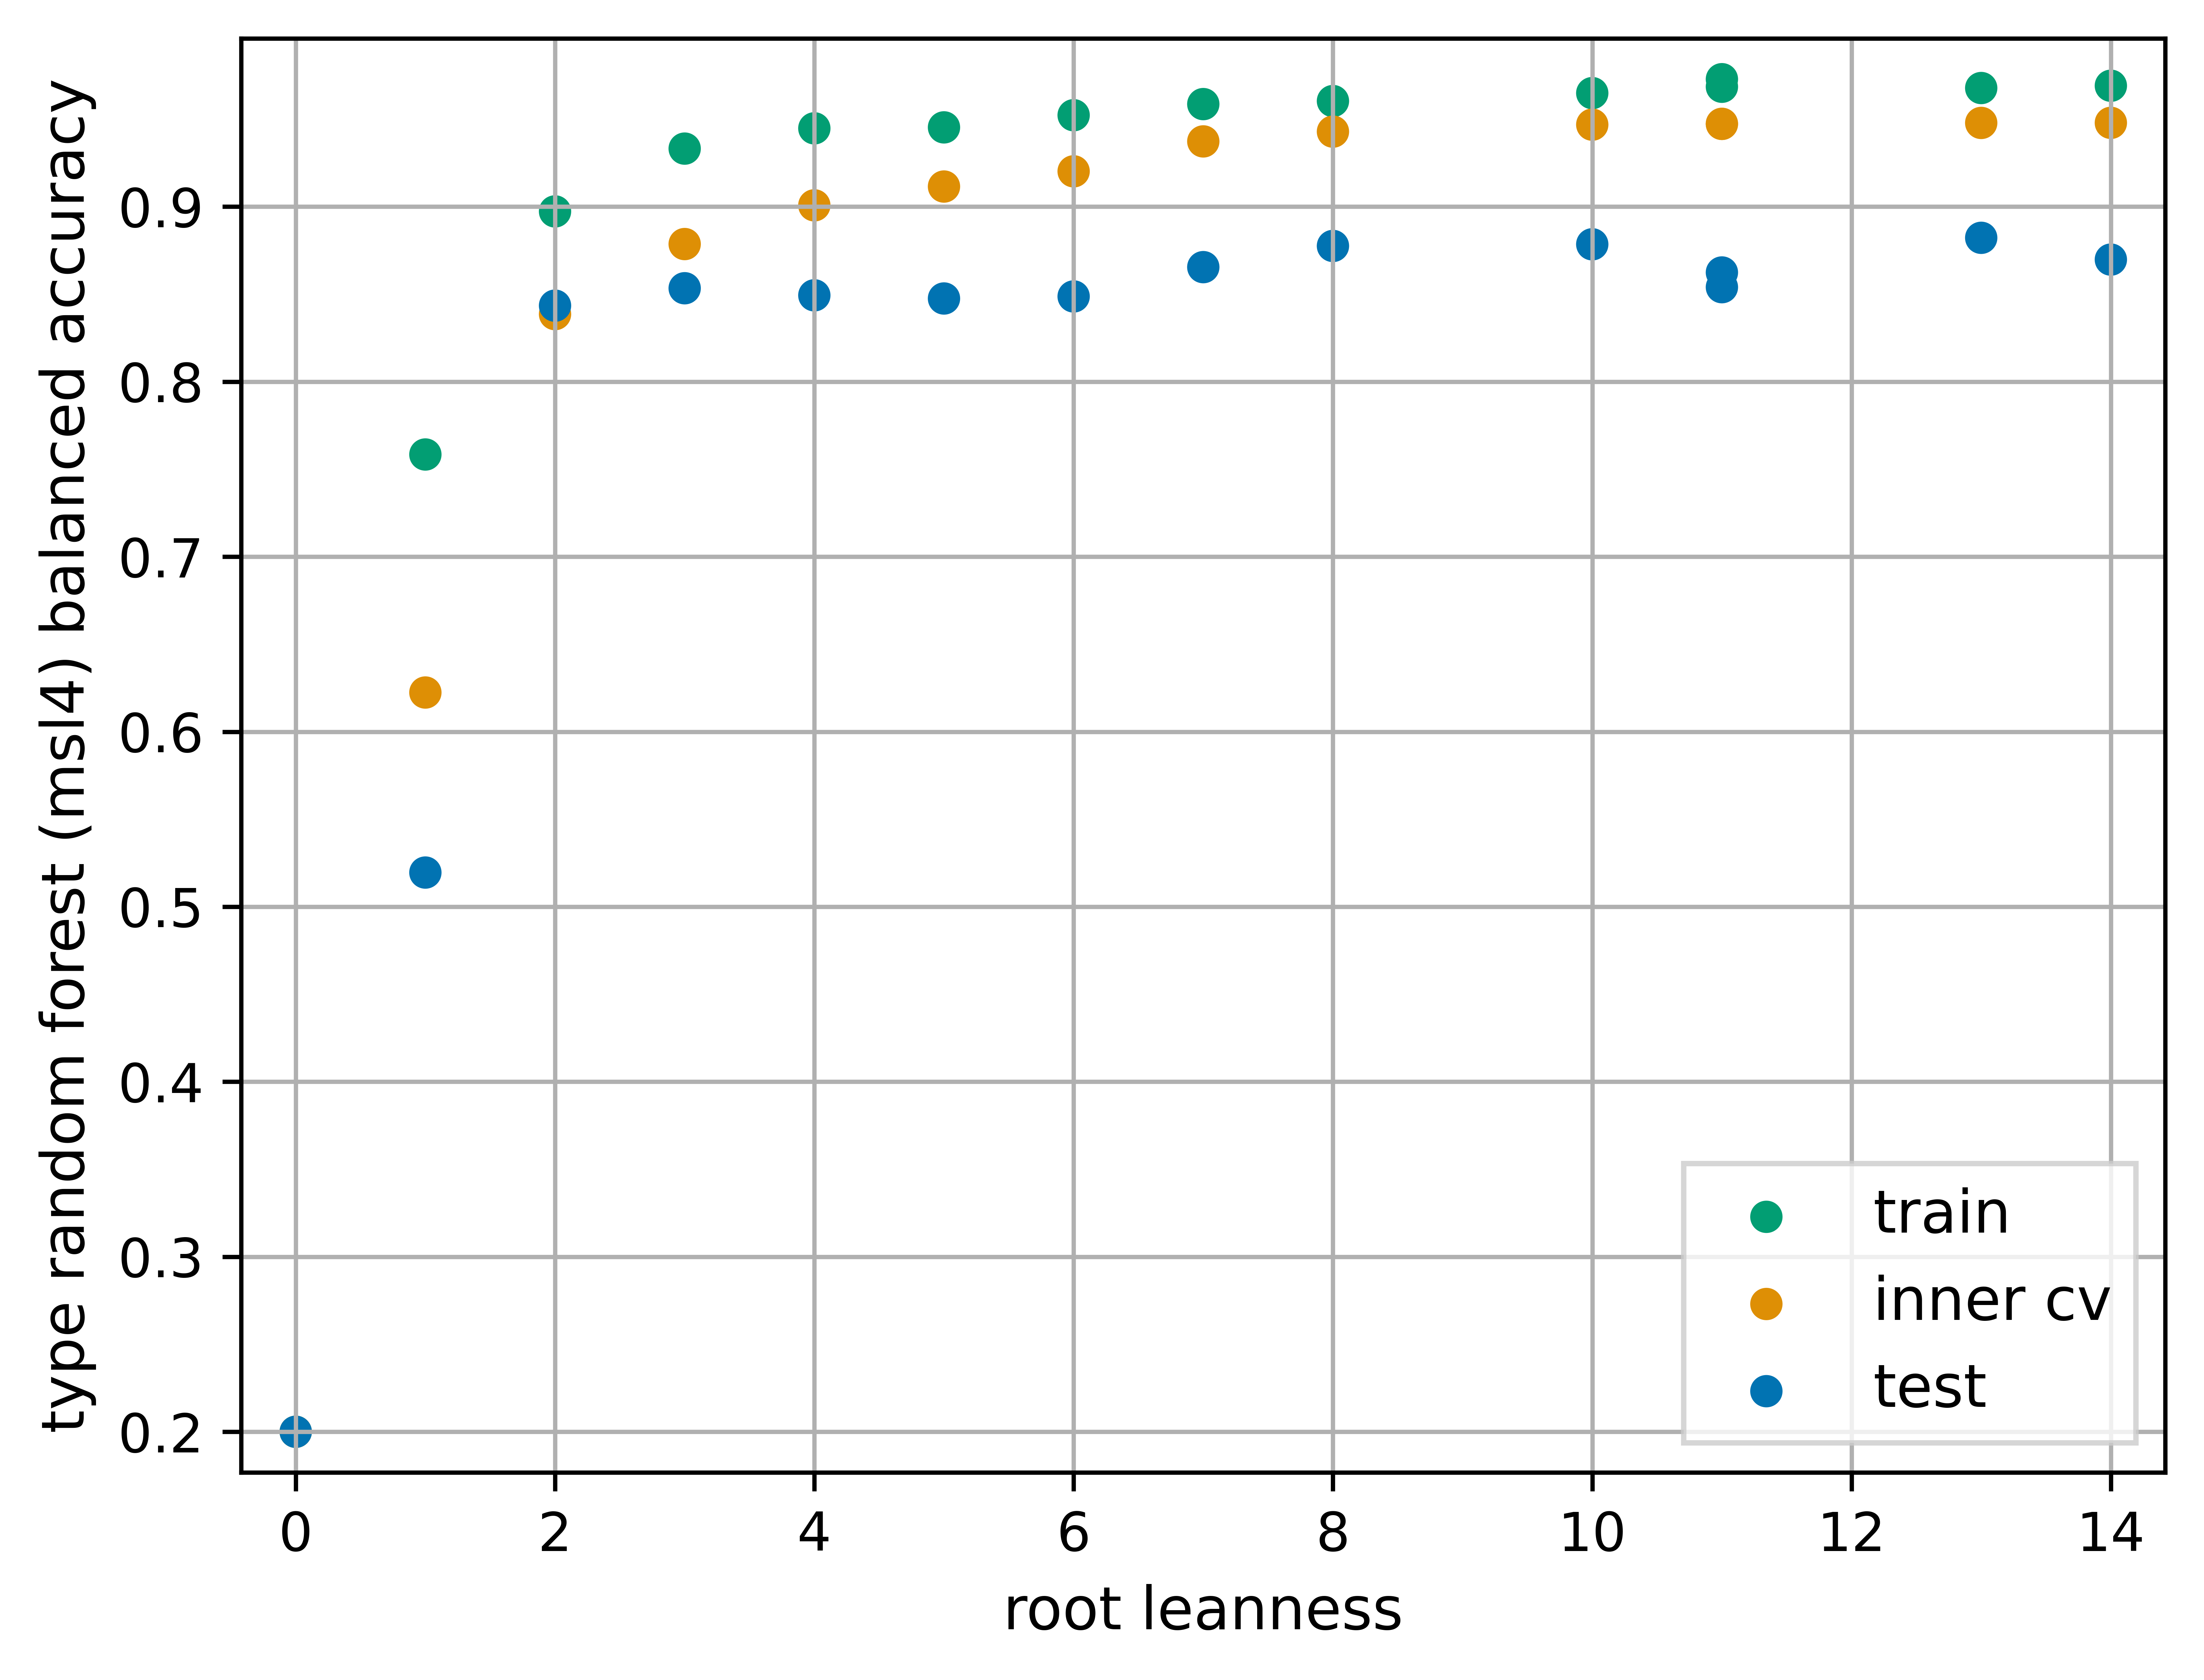 type random forest (msl4) balanced accuracy
0.9
0.8
0.7
0.6
0.5
0.4
0.3
0.2
train
inner cv
test
0 2 4 6 8 10 12 14
root leanness